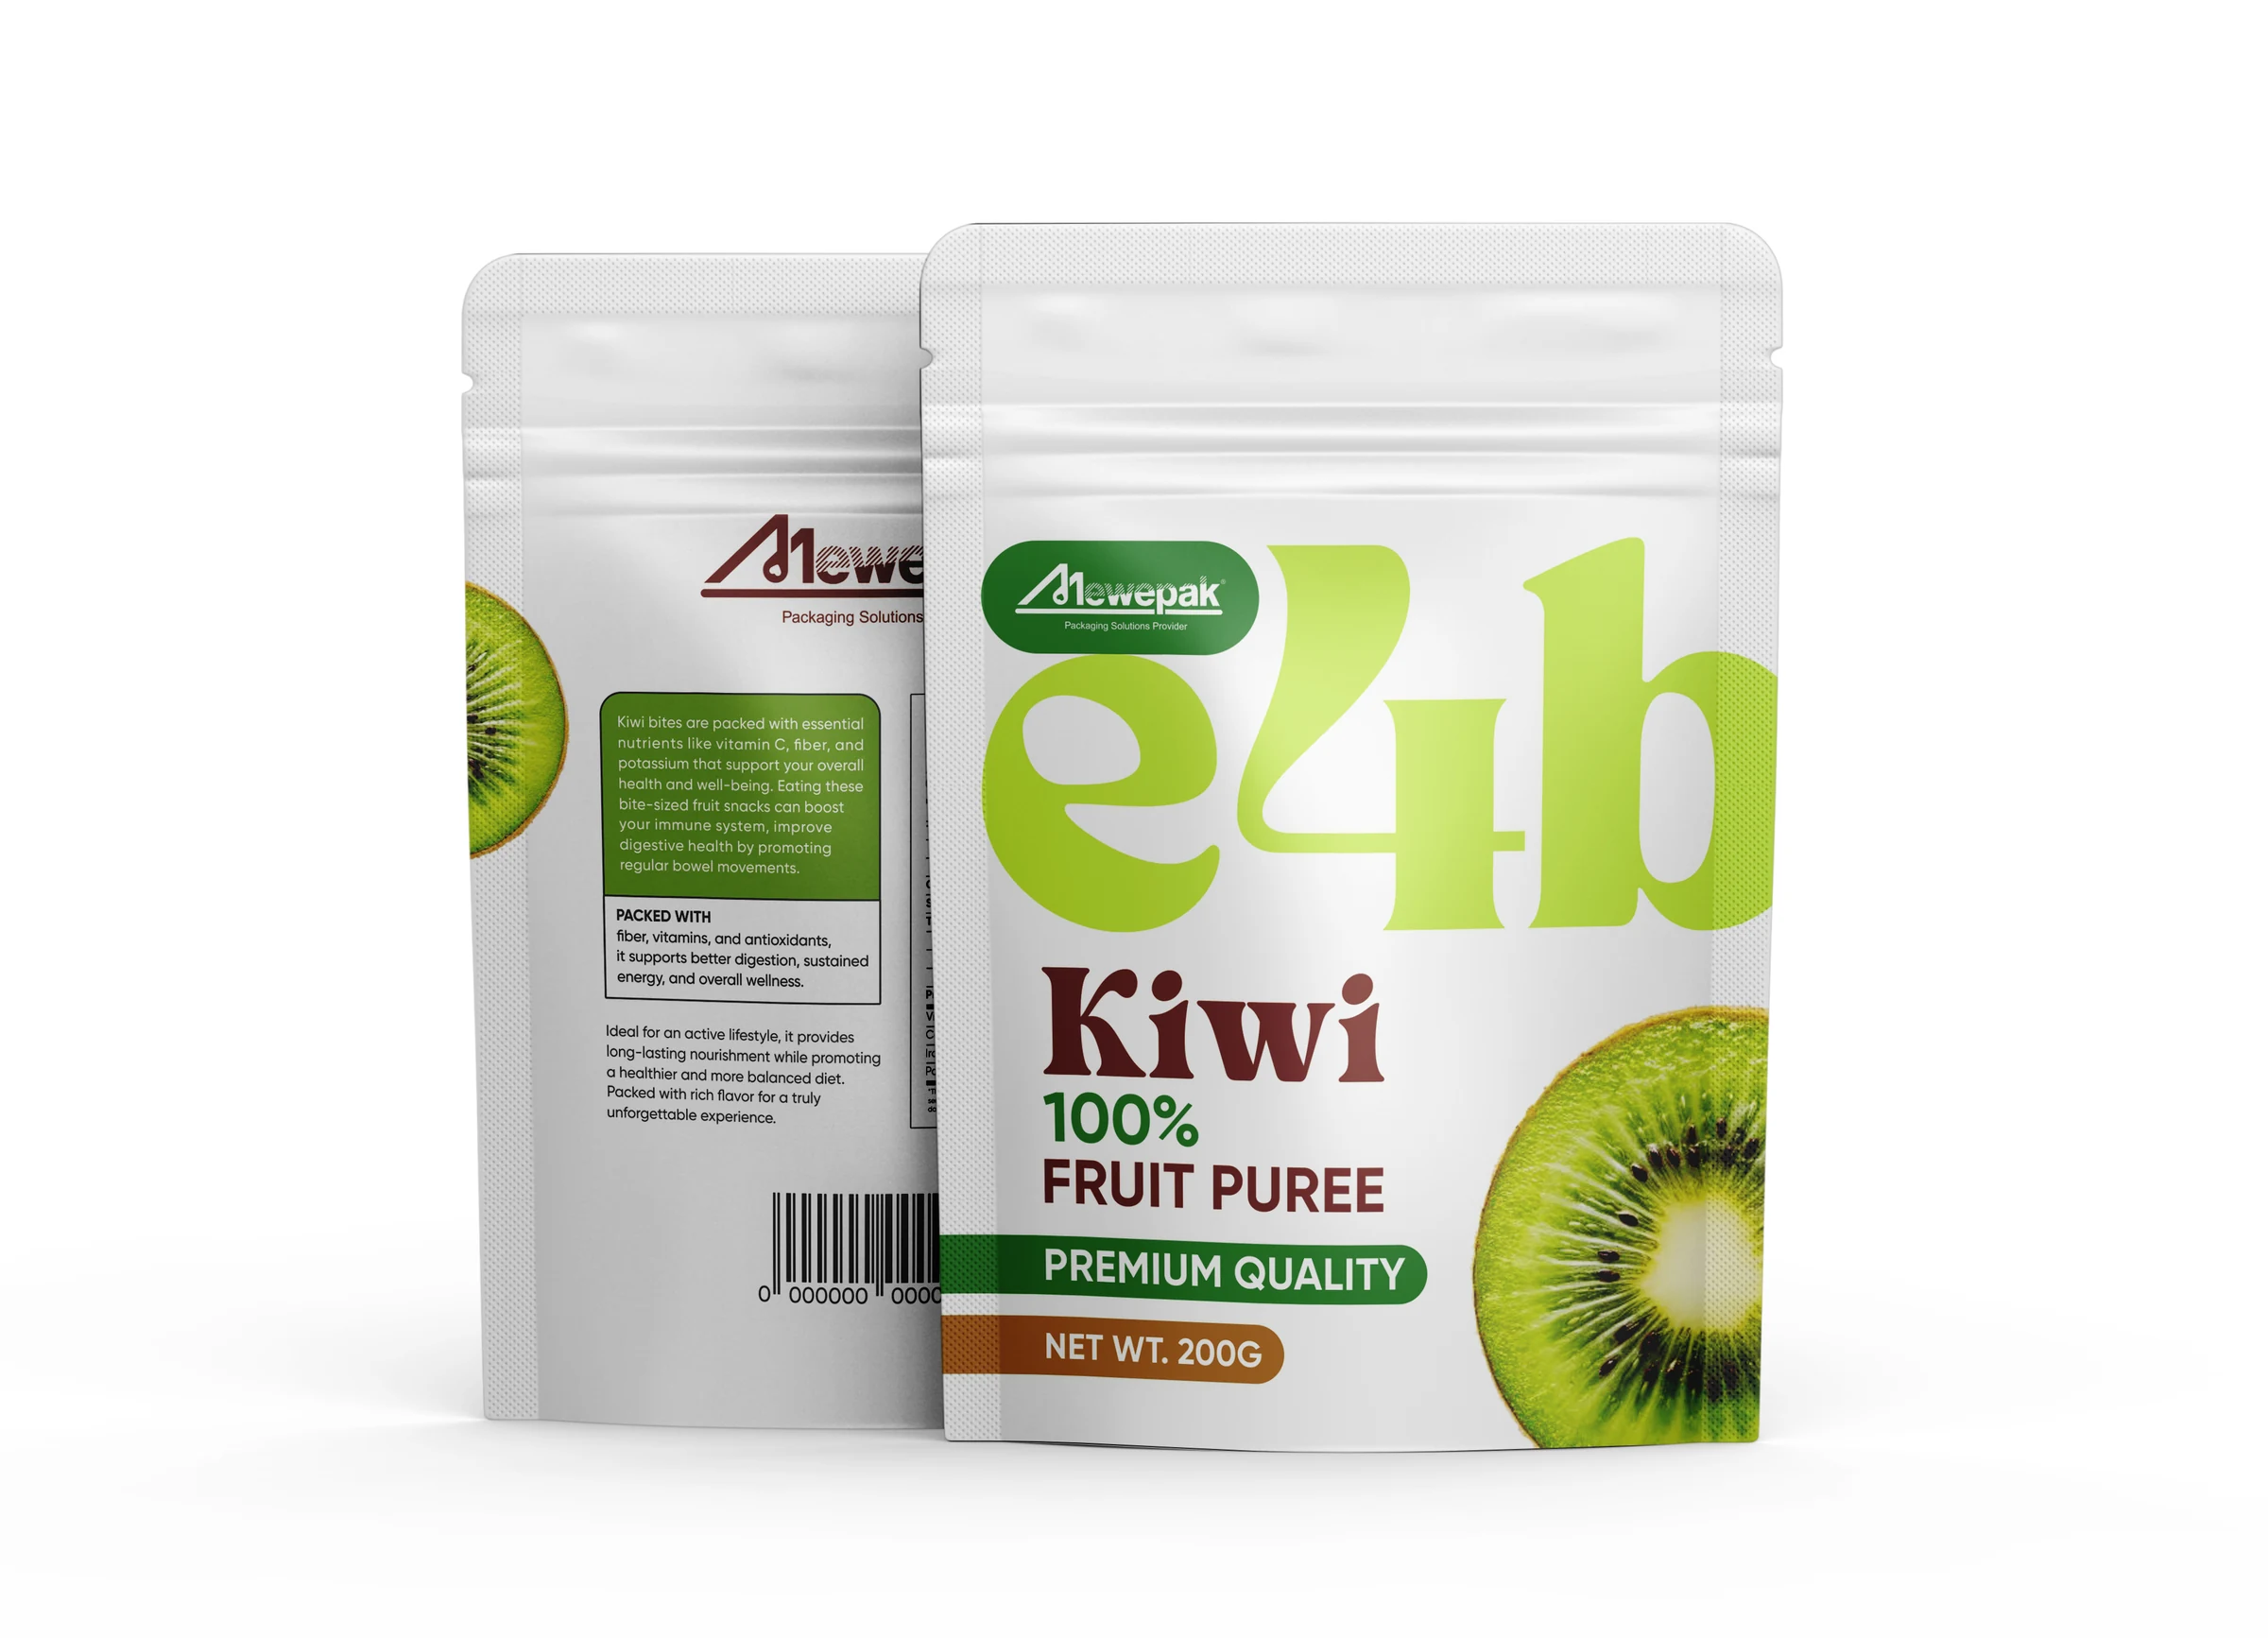 Mewe
Packaging Solutions
Kiwi bites are packed with essential
nutrients like vitamin C, fiber, and
potassium that support your overall
health and well-being. Eating these
bite-sized fruit snacks can boost
your immune system, improve
digestive health by promoting
regular bowel movements.
PACKED WITH
fiber, vitamins, and antioxidants,
it supports better digestion, sustained
energy, and overall wellness.
Ideal for an active lifestyle, it provides
long-lasting nourishment while promoting
a healthier and more balanced diet.
Packed with rich flavor for a truly
unforgettable experience.
0 000000 0000
Mewepak®
Packaging Solutions Provider
e4b
Kiwi
100%
FRUIT PUREE
PREMIUM QUALITY
NET WT. 200G